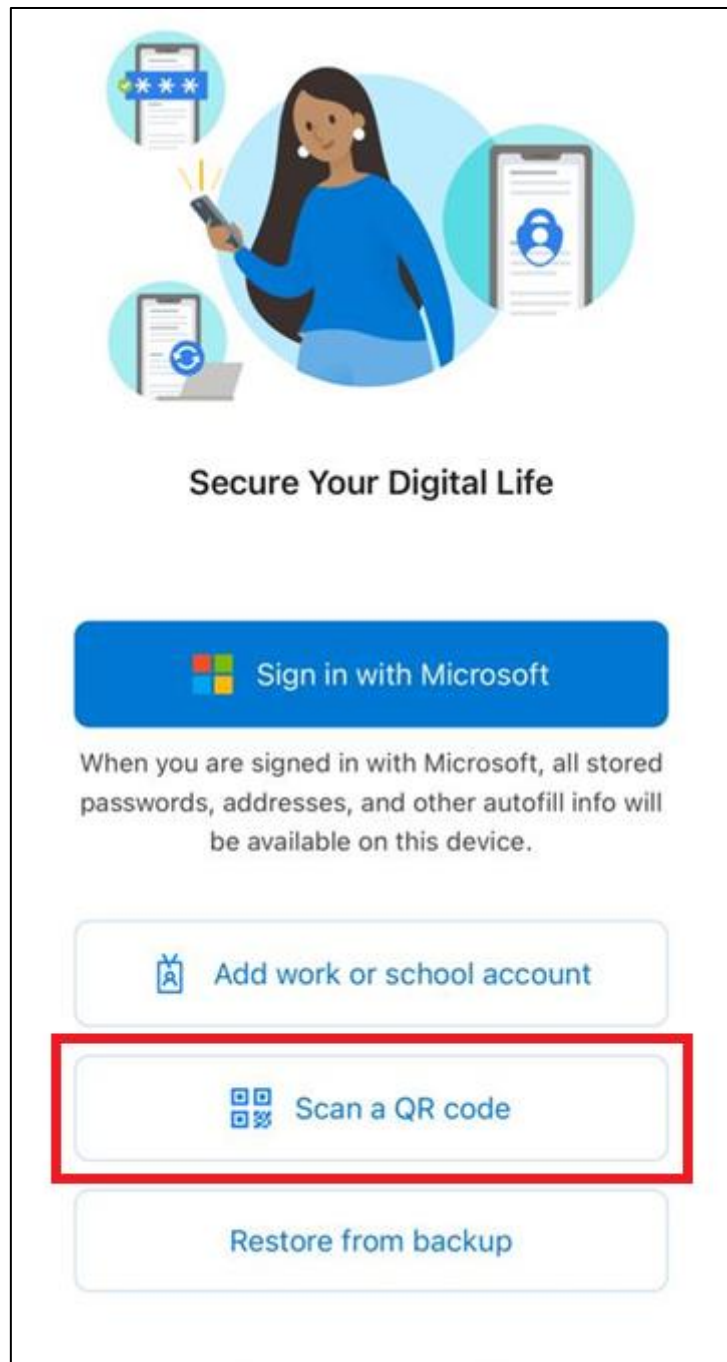 * * *
Secure Your Digital Life
Sign in with Microsoft
When you are signed in with Microsoft, all stored
passwords, addresses, and other autofill info will
be available on this device.
Add work or school account
Scan a QR code
Restore from backup